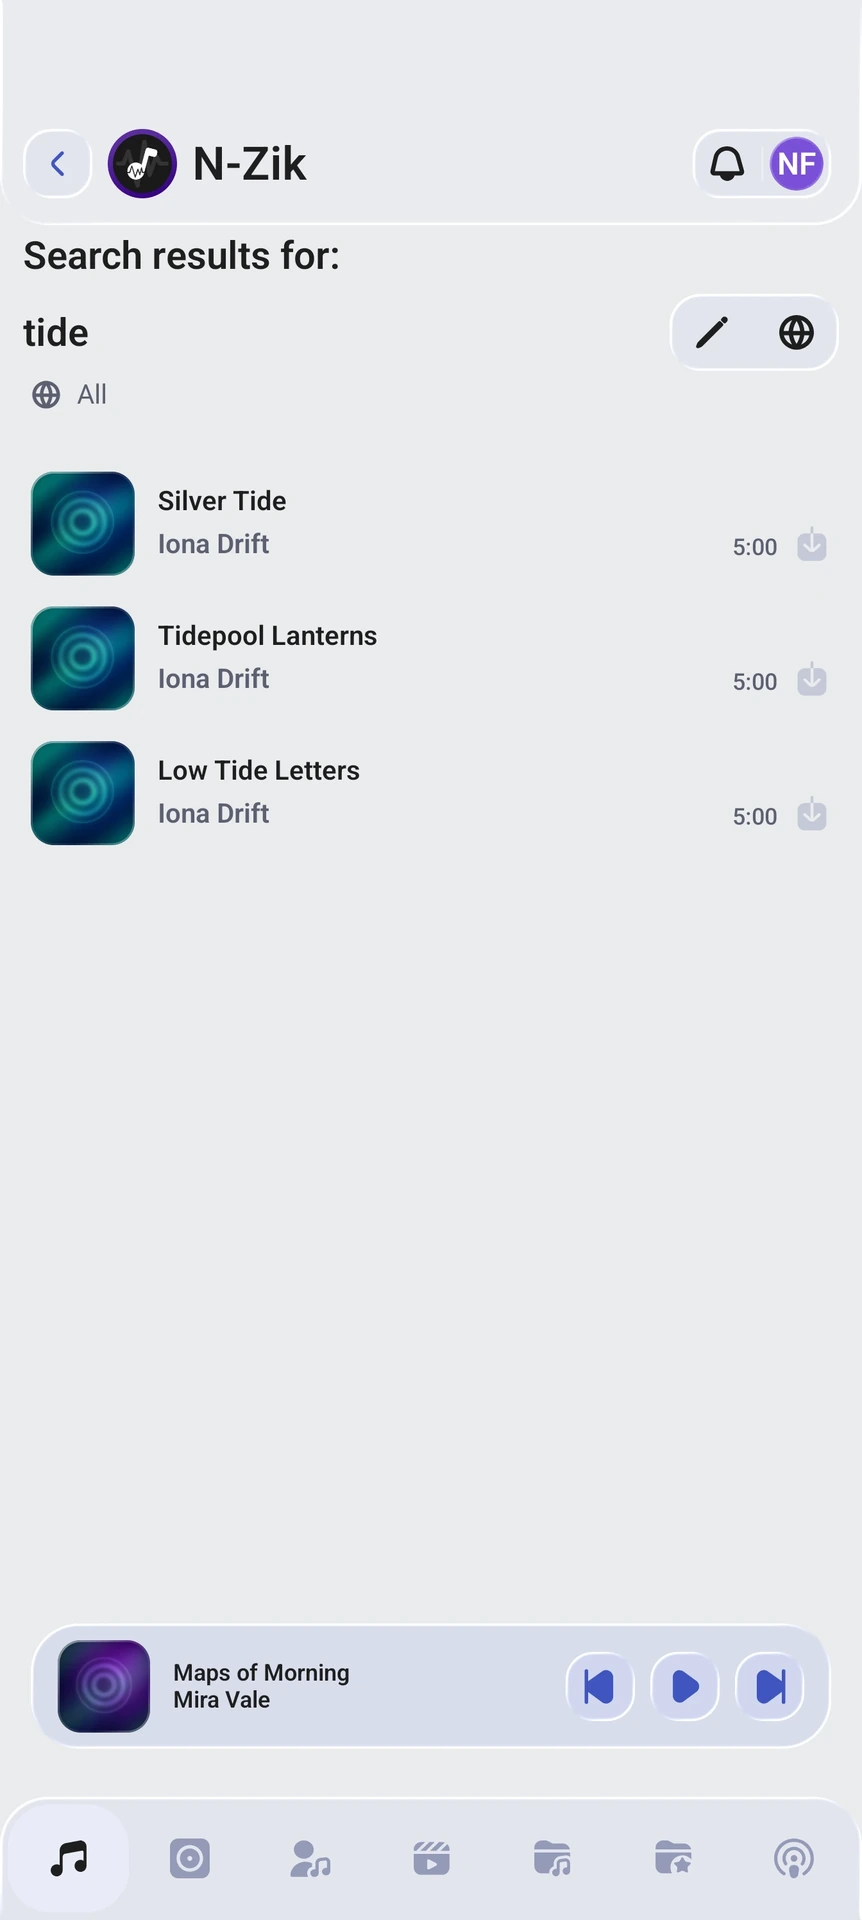 N-Zik
NF
Search results for:
tide
All
Silver Tide
Iona Drift
5:00
Tidepool Lanterns
Iona Drift
5:00
Low Tide Letters
Iona Drift
5:00
Maps of Morning
Mira Vale